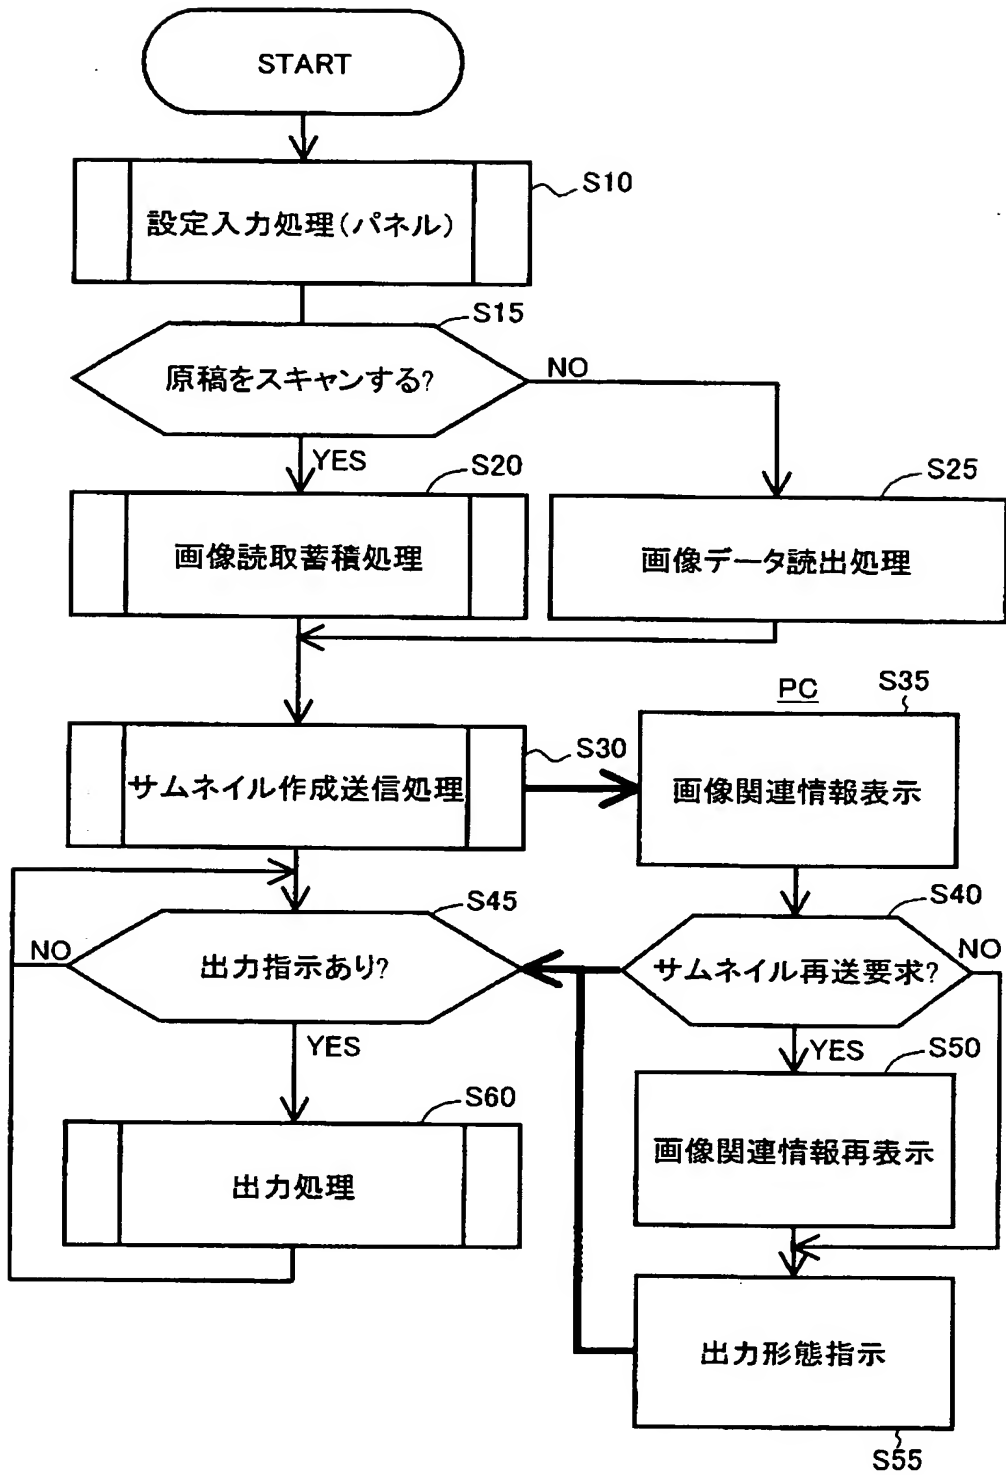 START
設定入力処理(パネル)
S10
S15
原稿をスキャンする?
NO
YES
S20
S25
画像読取蓄積処理
画像データ読出処理
PC
S35
サムネイル作成送信処理
S30
画像関連情報表示
S45
S40
NO
出力指示あり?
サムネイル再送要求?
NO
YES
YES
S50
S60
画像関連情報再表示
出力処理
出力形態指示
S55